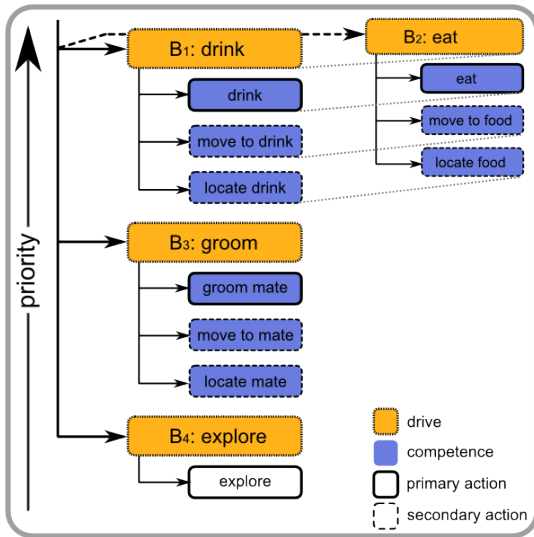 B₁: drink
B₂: eat
drink
eat
move to drink
move to food
locate drink
locate food
B₃: groom
groom mate
move to mate
locate mate
B₄: explore
explore
priority
drive
competence
primary action
secondary action